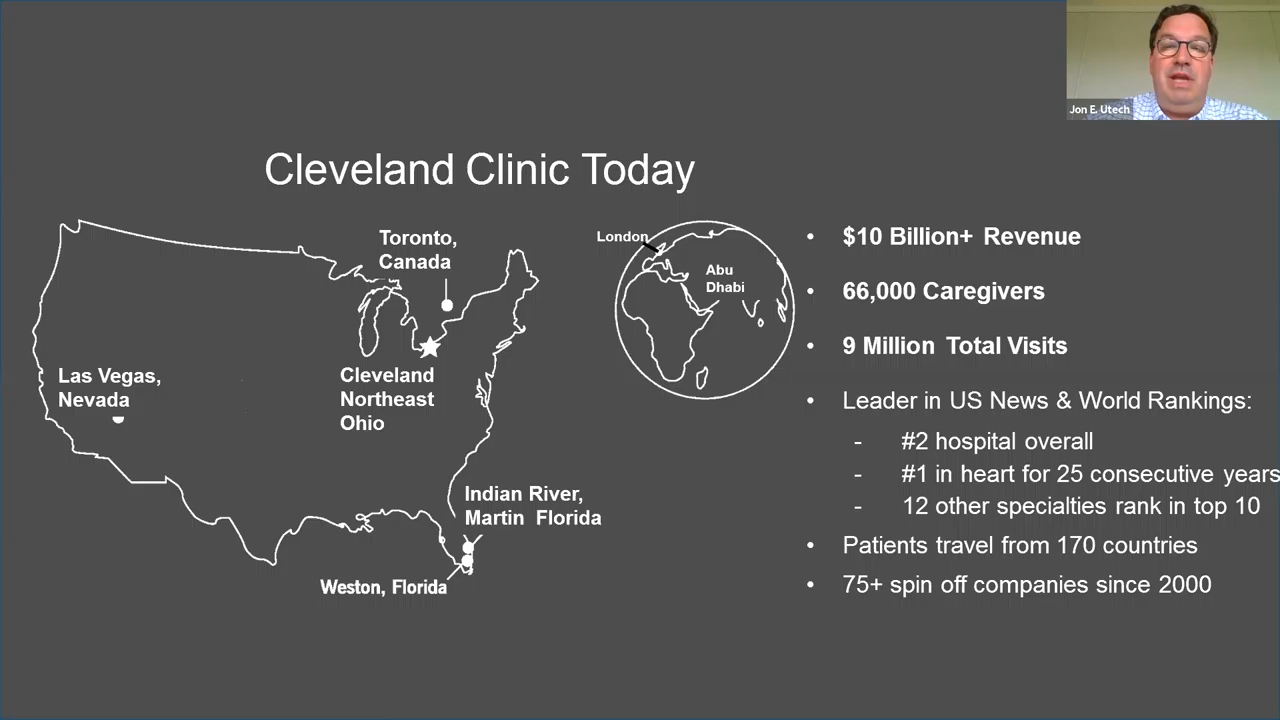 Jon E. Utech
Cleveland Clinic Today
Toronto,
Canada
Las Vegas,
Nevada
Cleveland
Northeast
Ohio
Indian River,
Martin Florida
Weston, Florida
London
Abu
Dhabi
• $10 Billion+ Revenue
• 66,000 Caregivers
• 9 Million Total Visits
• Leader in US News & World Rankings:
- #2 hospital overall
- #1 in heart for 25 consecutive years
- 12 other specialties rank in top 10
• Patients travel from 170 countries
• 75+ spin off companies since 2000